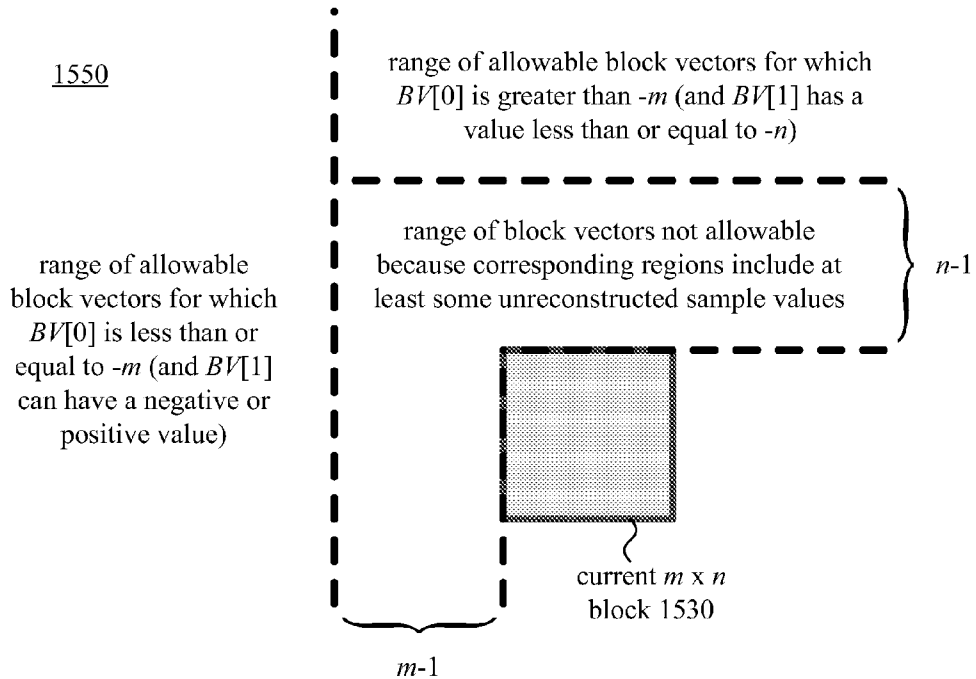 1550
range of allowable block vectors for which
BV[0] is greater than -m (and BV[1] has a
value less than or equal to -n)
range of block vectors not allowable
because corresponding regions include at
least some unreconstructed sample values
n-1
range of allowable
block vectors for which
BV[0] is less than or
equal to -m (and BV[1]
can have a negative or
positive value)
current m x n
block 1530
m-1